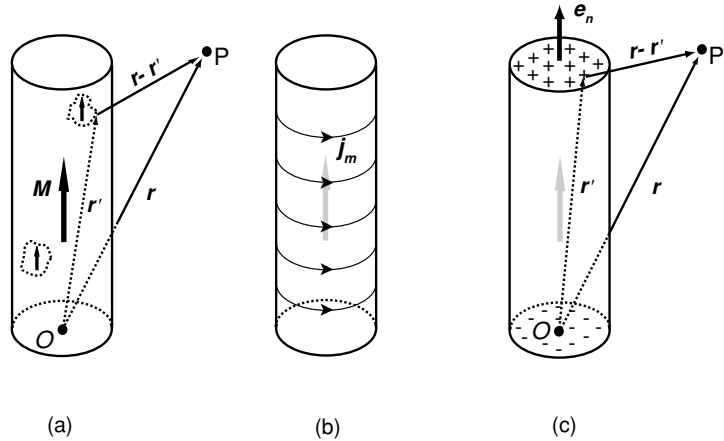 e_n
P
r- r'
M
r'
r
O
j_m
P
r- r'
+ + + + + + + + + + +
r'
r
O
- - - - - - - - - - -
(a) (b) (c)